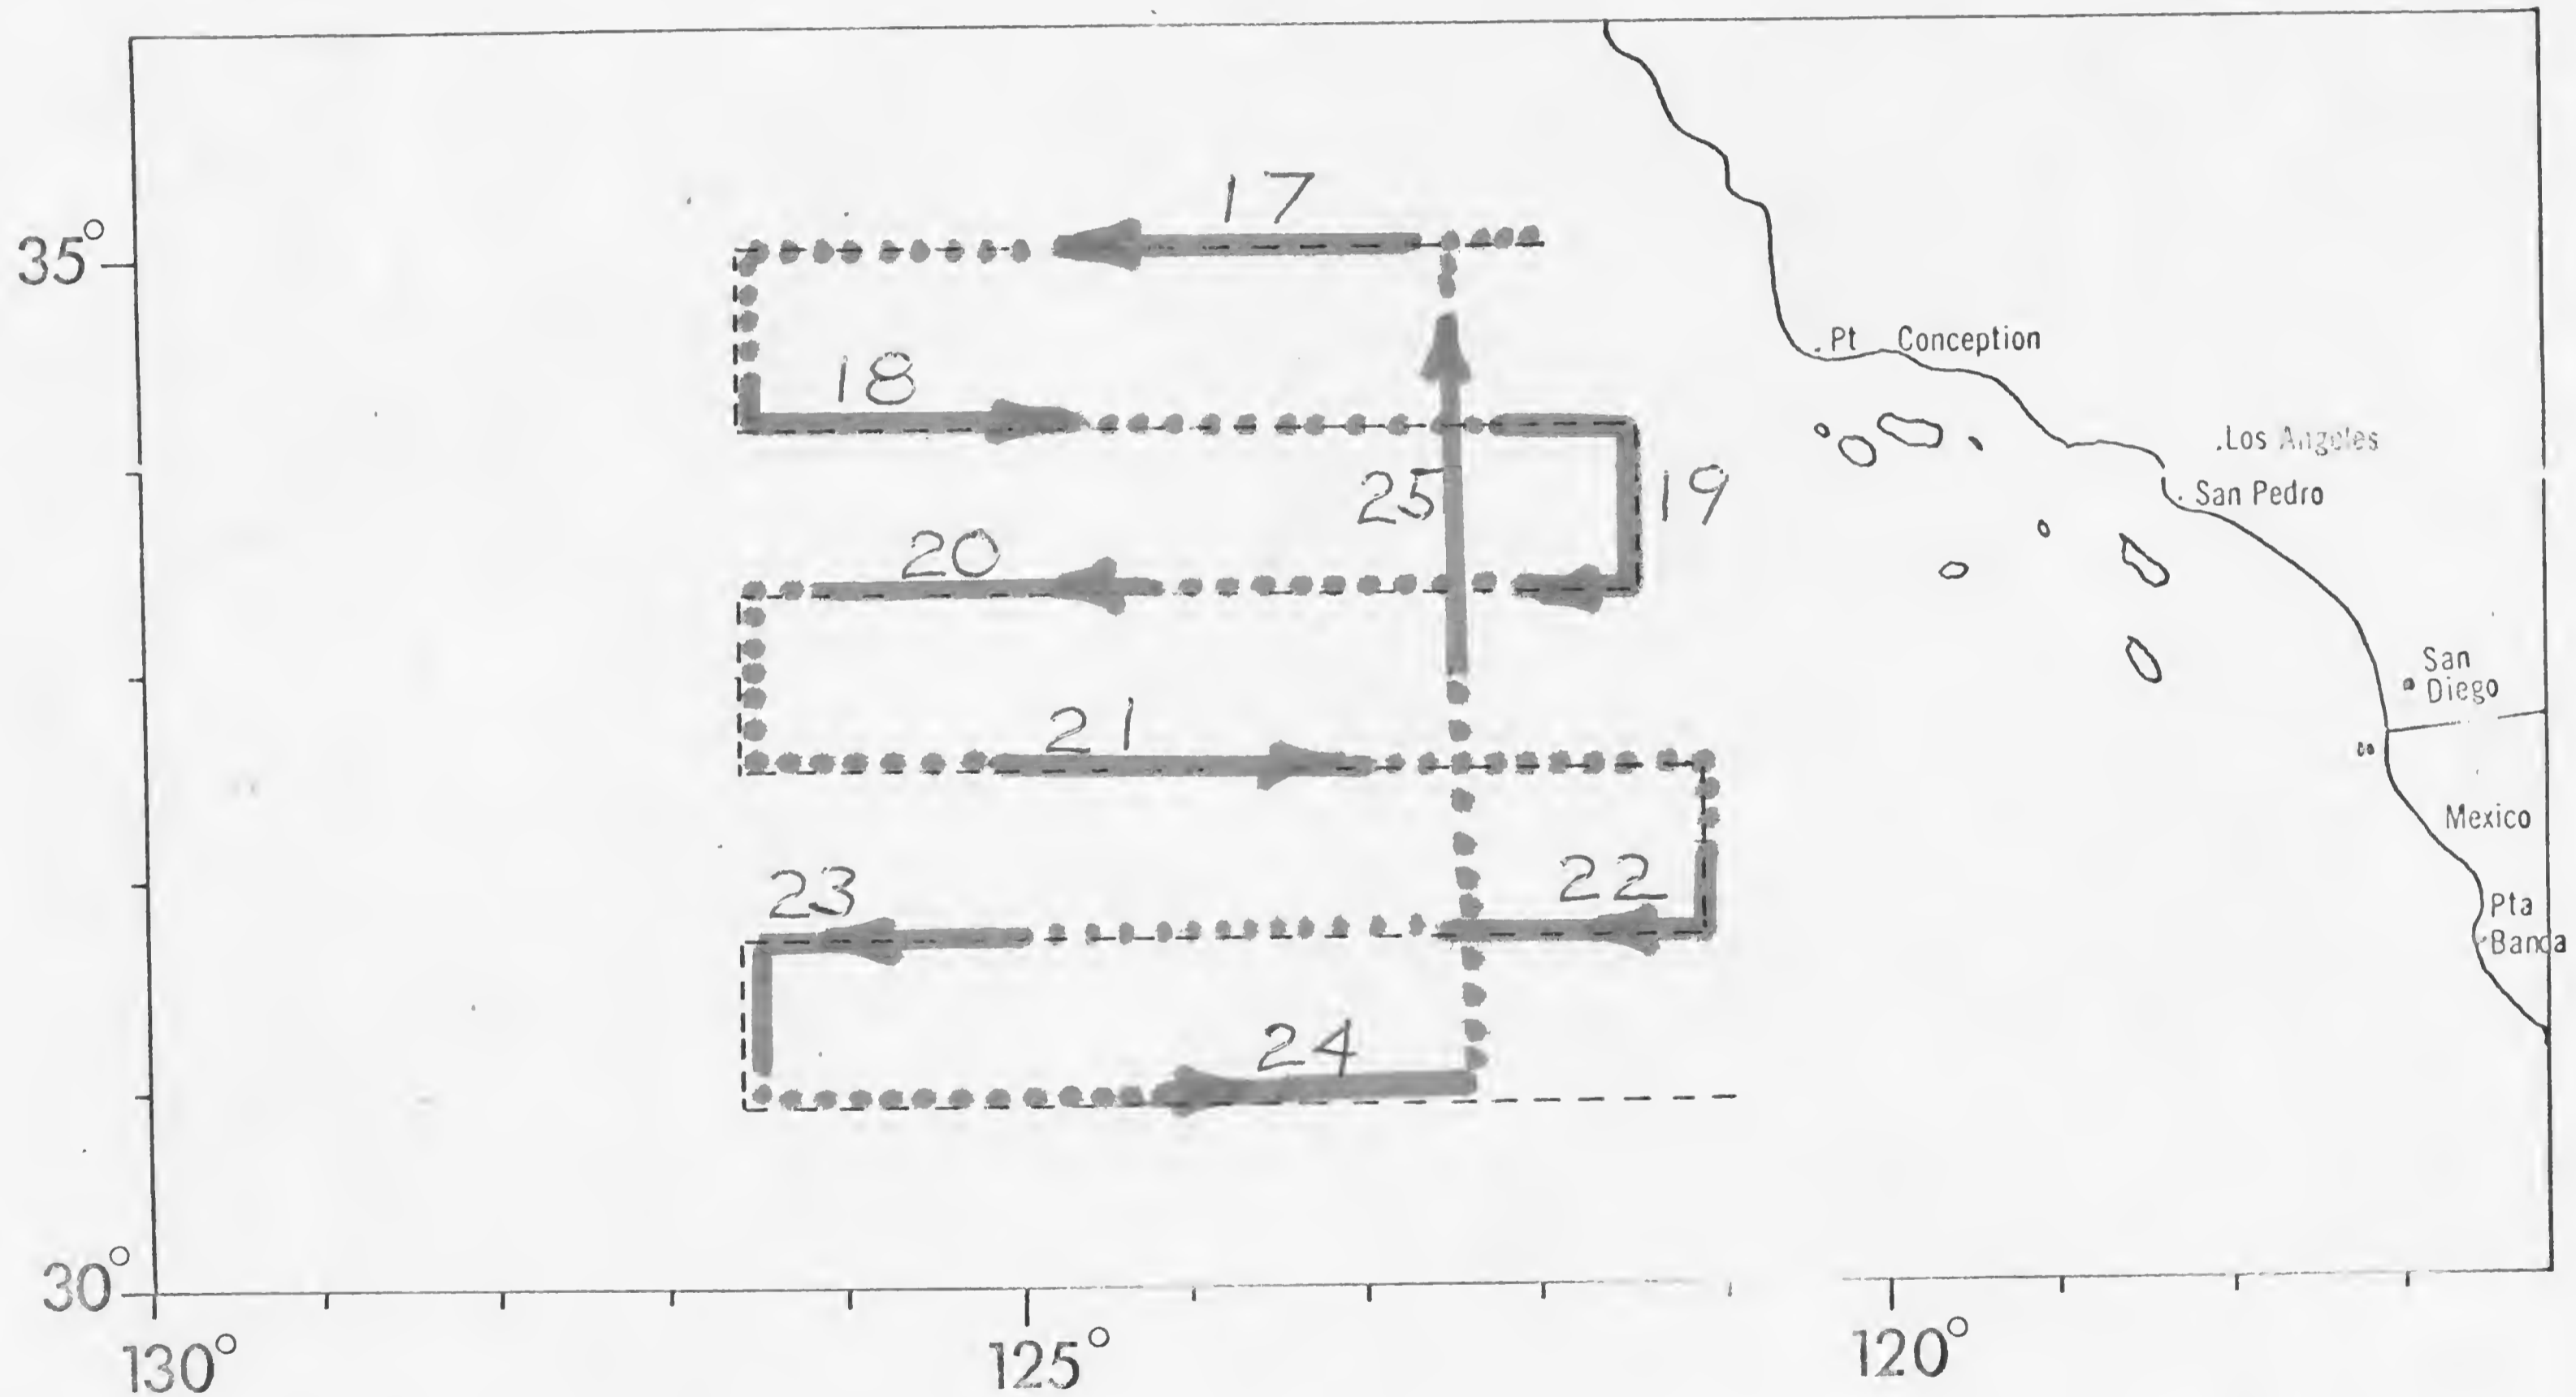 17
35°
Pt Conception
18
.Los Angeles
25
19
San Pedro
20
San
Diego
21
Mexico
23
22
Pta
Banda
24
30°
130°
125°
120°